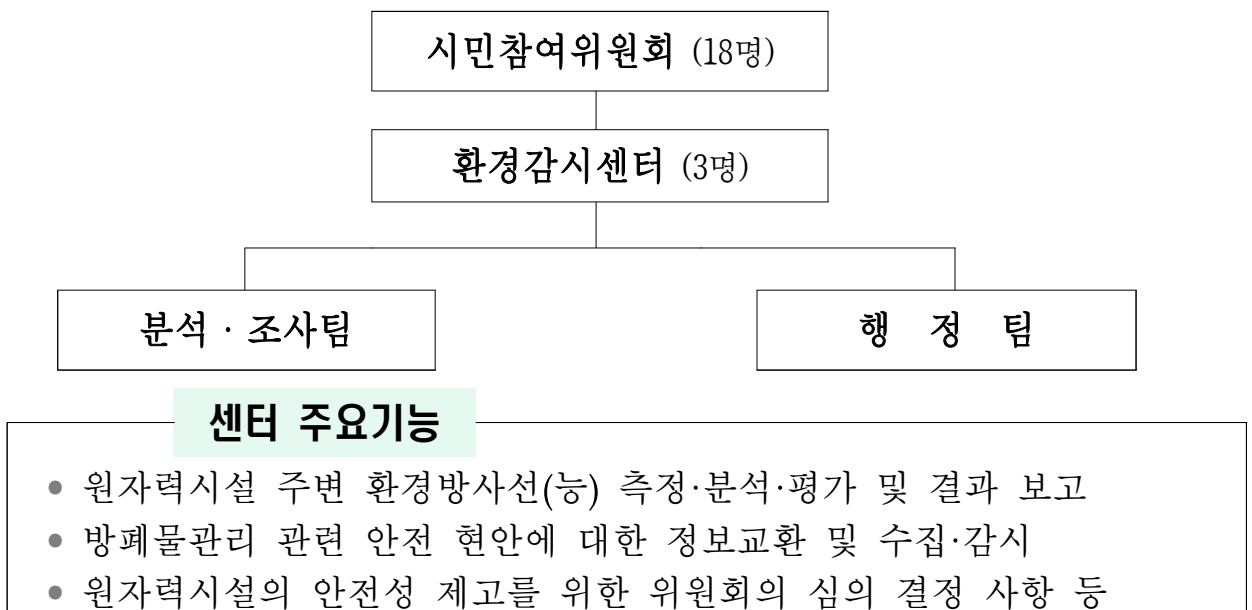 시민참여위원회 (18명)
환경감시센터 (3명)
분석 · 조사팀
행 정 팀
센터 주요기능
• 원자력시설 주변 환경방사선(능) 측정·분석·평가 및 결과 보고
• 방폐물관리 관련 안전 현안에 대한 정보교환 및 수집·감시
• 원자력시설의 안전성 제고를 위한 위원회의 심의 결정 사항 등